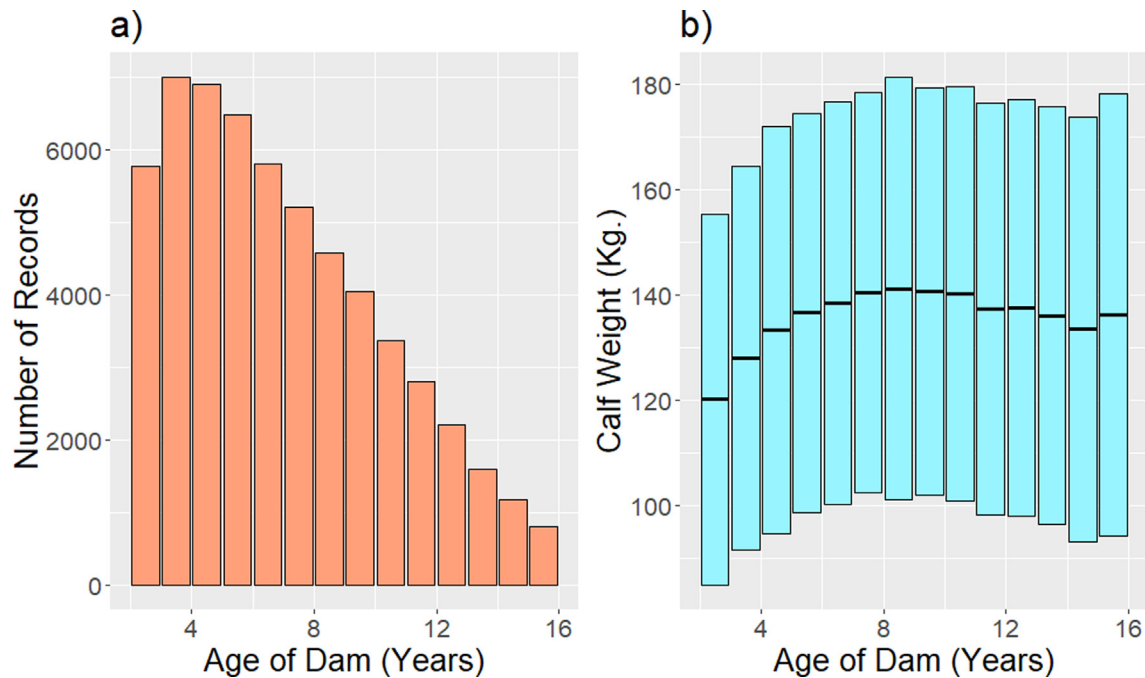 a)
Number of Records
6000
4000
2000
0
4 8 12 16
Age of Dam (Years)
b)
Calf Weight (Kg.)
180
160
140
120
100
4 8 12 16
Age of Dam (Years)